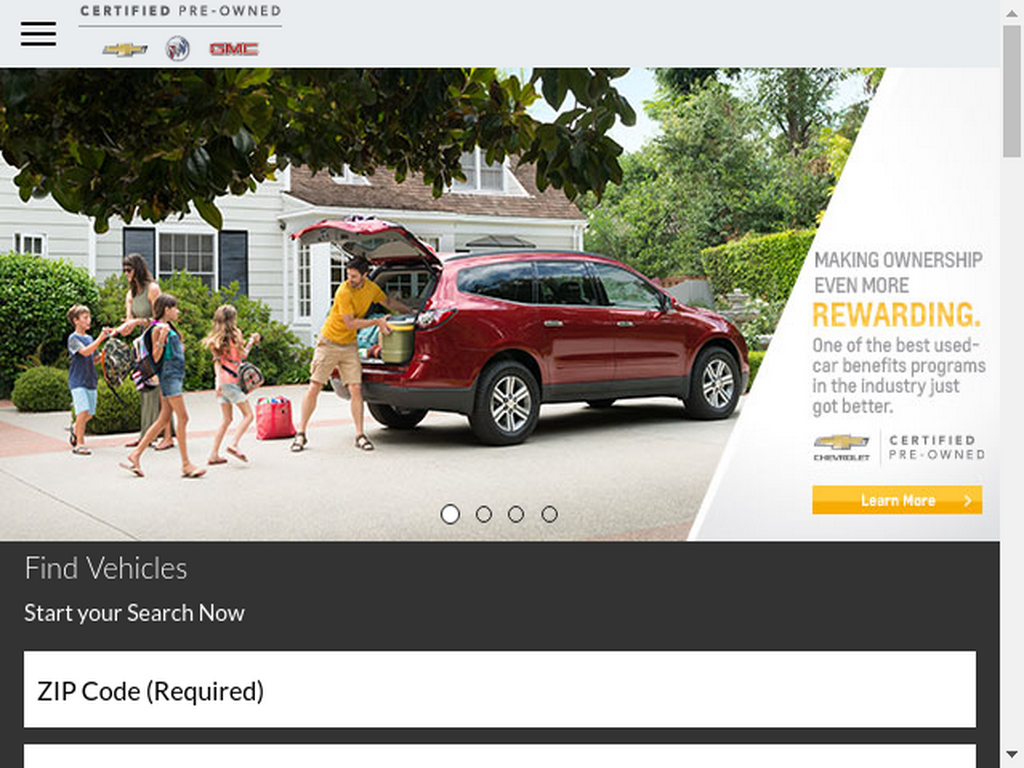 CERTIFIED PRE-OWNED
GMC
MAKING OWNERSHIP
EVEN MORE
REWARDING.
One of the best used-
car benefits programs
in the industry just
got better.
CHEVROLET
CERTIFIED
PRE-OWNED
Learn More
Find Vehicles
Start your Search Now
ZIP Code (Required)